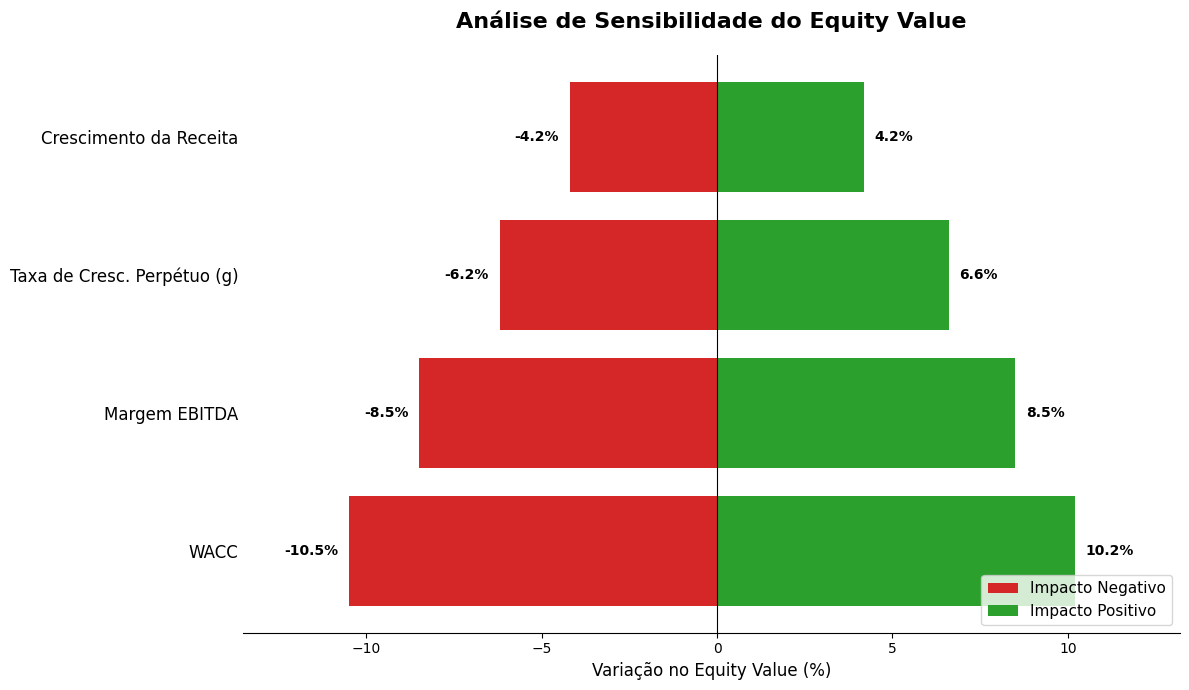 Análise de Sensibilidade do Equity Value
Crescimento da Receita
-4.2%
4.2%
Taxa de Cresc. Perpétuo (g)
-6.2%
6.6%
Margem EBITDA
-8.5%
8.5%
WACC
-10.5%
10.2%
Impacto Negativo
Impacto Positivo
−10
−5
0
5
10
Variação no Equity Value (%)